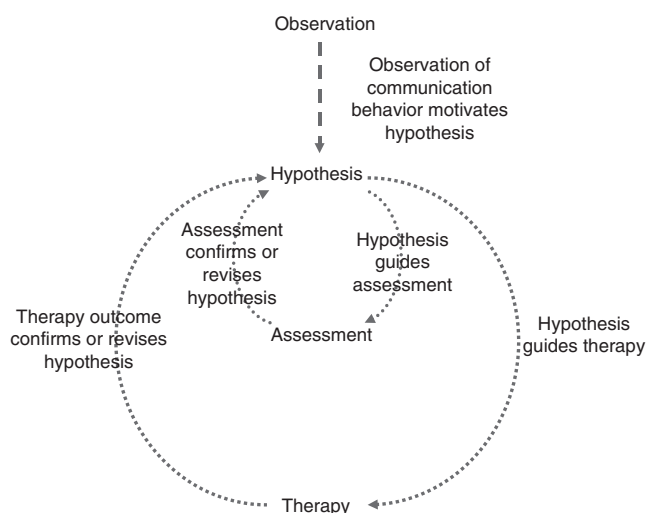 Observation
Observation of
communication
behavior motivates
hypothesis
Hypothesis
Assessment
confirms or
revises
hypothesis
Hypothesis
guides
assessment
Assessment
Therapy outcome
confirms or revises
hypothesis
Hypothesis
guides therapy
Therapy